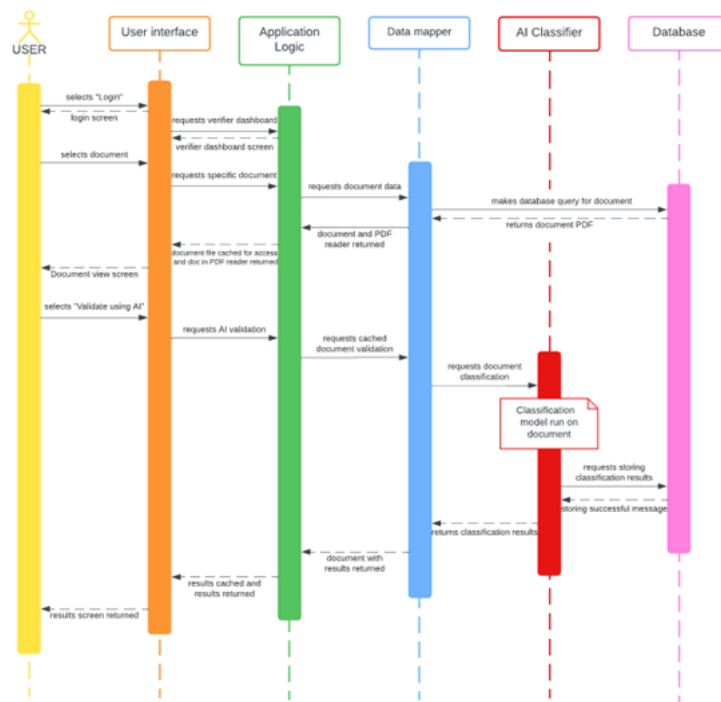 USER
User interface
Application
Logic
Data mapper
AI Classifier
Database
selects "Login"
login screen
requests verifier dashboard
verifier dashboard screen
selects document
requests specific document
requests document data
makes database query for document
returns document PDF
document and PDF
reader returned
document file cached for access
and doc in PDF reader returned
Document view screen
selects "Validate using AI"
requests AI validation
requests cached
document validation
requests document
classification
Classification
model run on
document
requests storing
classification results
storing successful message
returns classification results
document with
results returned
results cached and
results returned
results screen returned